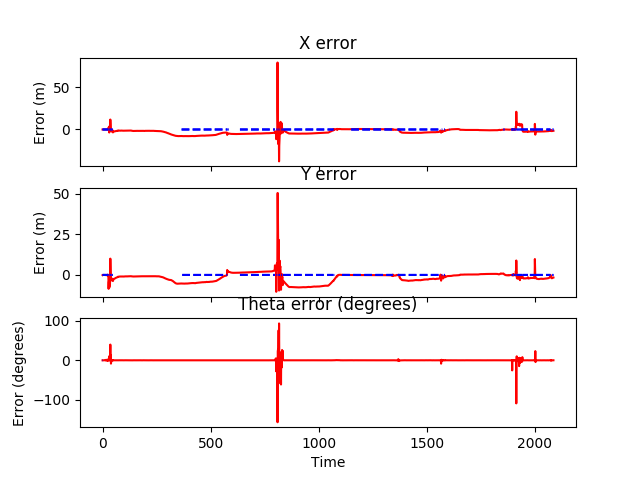 X error
Error (m)
50
0
Y error
Error (m)
50
25
0
Theta error (degrees)
Error (degrees)
100
0
−100
0 500 1000 1500 2000
Time